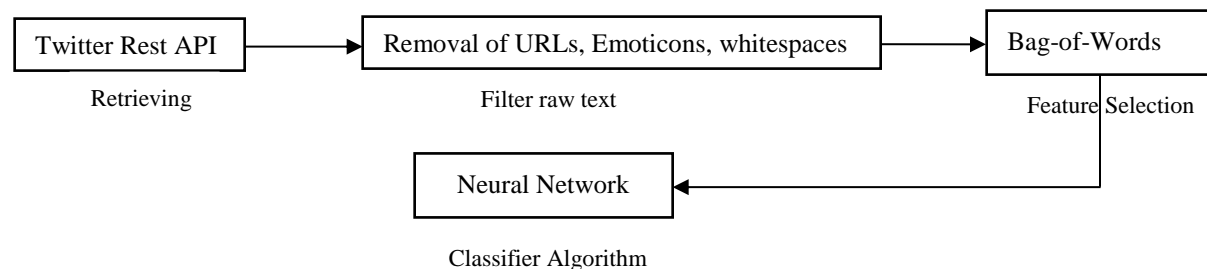 Twitter Rest API
Removal of URLs, Emoticons, whitespaces
Bag-of-Words
Retrieving
Filter raw text
Feature Selection
Neural Network
Classifier Algorithm